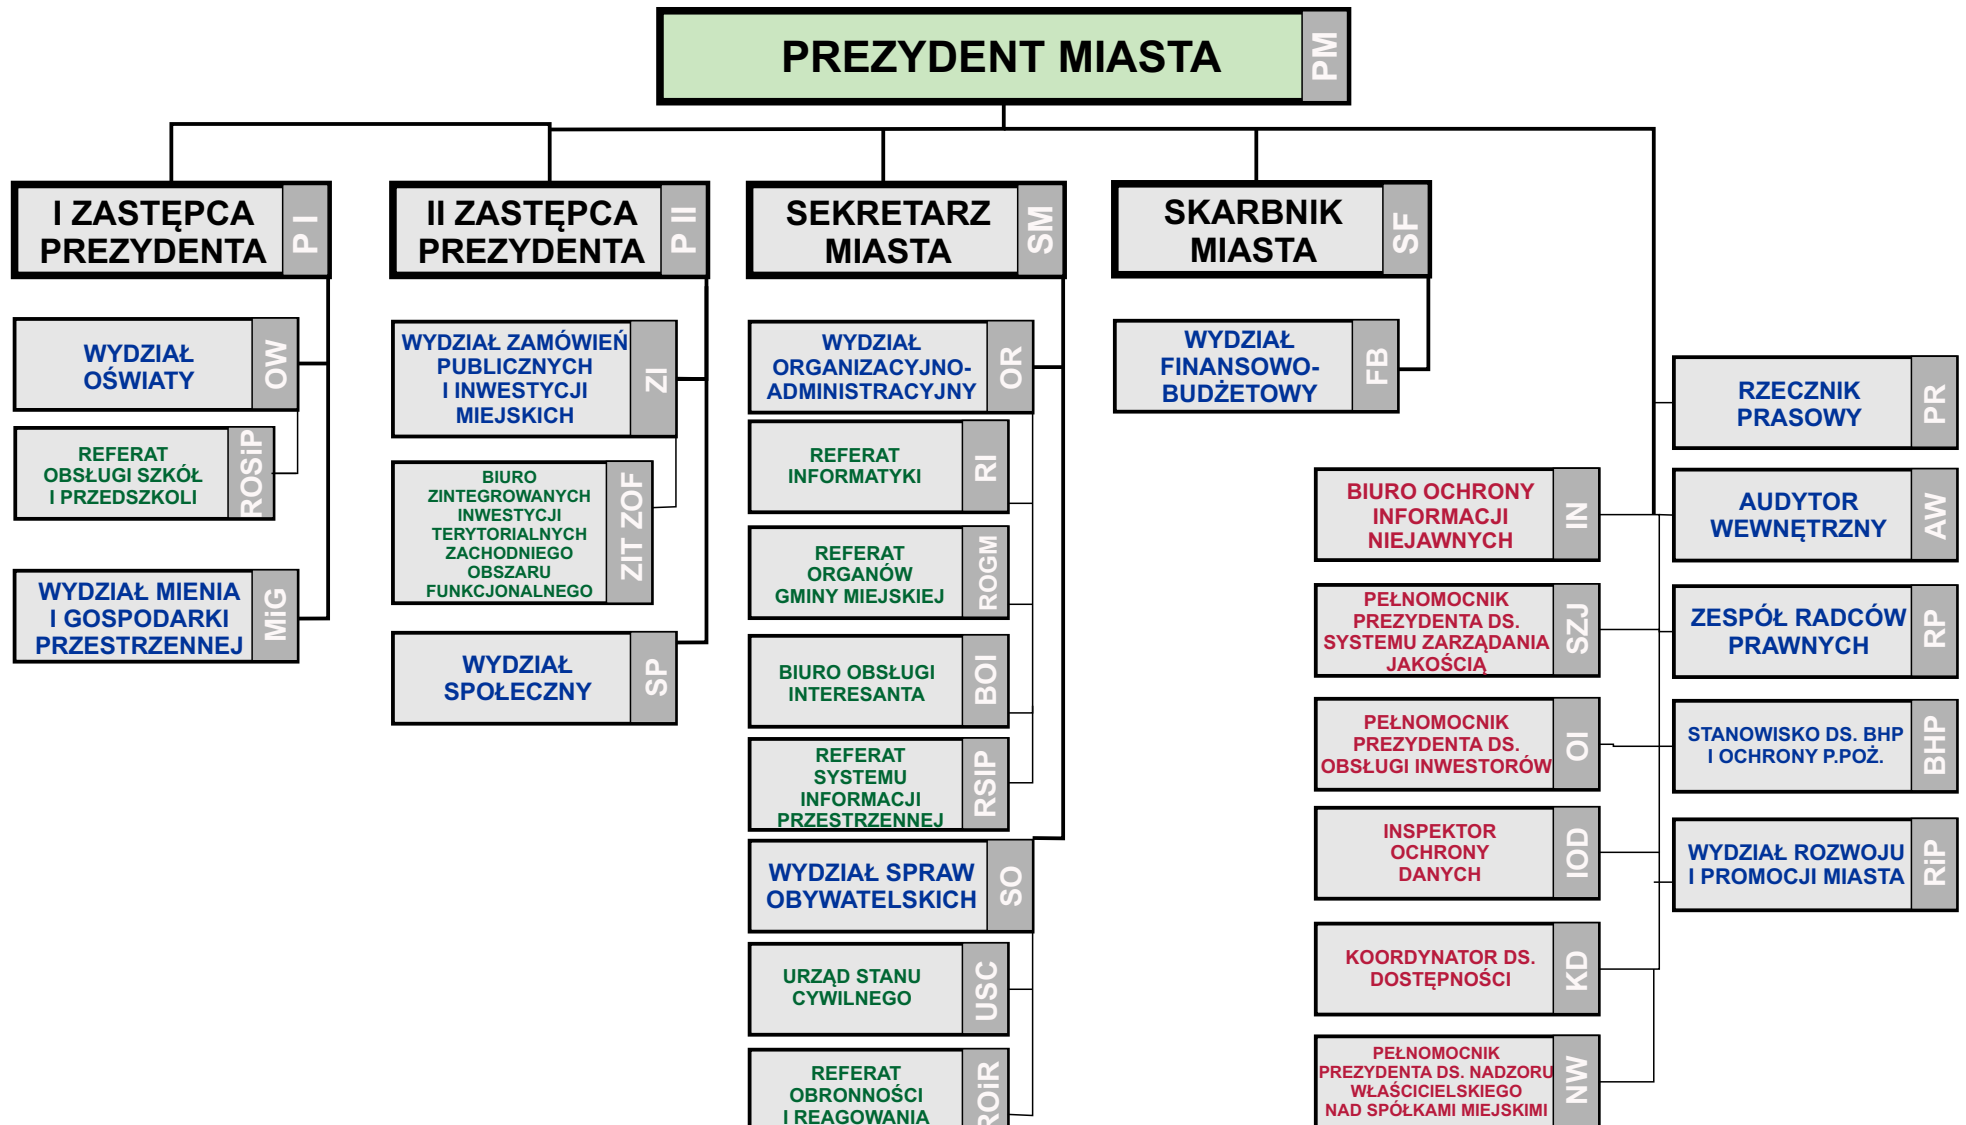 PREZYDENT MIASTA
PM
I ZASTĘPCA
PREZYDENTA
P I
II ZASTĘPCA
PREZYDENTA
P II
SEKRETARZ
MIASTA
SM
SKARBNIK
MIASTA
SF
WYDZIAŁ
OŚWIATY
OW
REFERAT
OBSŁUGI SZKÓŁ
I PRZEDSZKOLI
ROSiP
WYDZIAŁ MIENIA
I GOSPODARKI
PRZESTRZENNEJ
MiG
WYDZIAŁ ZAMÓWIEŃ
PUBLICZNYCH
I INWESTYCJI
MIEJSKICH
ZI
BIURO
ZINTEGROWANYCH
INWESTYCJI
TERYTORIALNYCH
ZACHODNIEGO
OBSZARU
FUNKCJONALNEGO
ZIT ZOF
WYDZIAŁ
SPOŁECZNY
SP
WYDZIAŁ
ORGANIZACYJNO-
ADMINISTRACYJNY
OR
REFERAT
INFORMATYKI
RI
REFERAT
ORGANÓW
GMINY MIEJSKIEJ
ROGM
BIURO OBSŁUGI
INTERESANTA
BOI
REFERAT
SYSTEMU
INFORMACJI
PRZESTRZENNEJ
RSIP
WYDZIAŁ SPRAW
OBYWATELSKICH
SO
URZĄD STANU
CYWILNEGO
USC
REFERAT
OBRONNOŚCI
I REAGOWANIA
ROiR
WYDZIAŁ
FINANSOWO-
BUDŻETOWY
FB
BIURO OCHRONY
INFORMACJI
NIEJAWNYCH
IN
PEŁNOMOCNIK
PREZYDENTA DS.
SYSTEMU ZARZĄDANIA
JAKOŚCIĄ
SZJ
PEŁNOMOCNIK
PREZYDENTA DS.
OBSŁUGI INWESTORÓW
OI
INSPEKTOR
OCHRONY
DANYCH
IOD
KOORDYNATOR DS.
DOSTĘPNOŚCI
KD
PEŁNOMOCNIK
PREZYDENTA DS. NADZORU
WŁAŚCICIELSKIEGO
NAD SPÓŁKAMI MIEJSKIMI
NW
RZECZNIK
PRASOWY
PR
AUDYTOR
WEWNĘTRZNY
AW
ZESPÓŁ RADCÓW
PRAWNYCH
RP
STANOWISKO DS. BHP
I OCHRONY P.POŻ.
BHP
WYDZIAŁ ROZWOJU
I PROMOCJI MIASTA
RiP